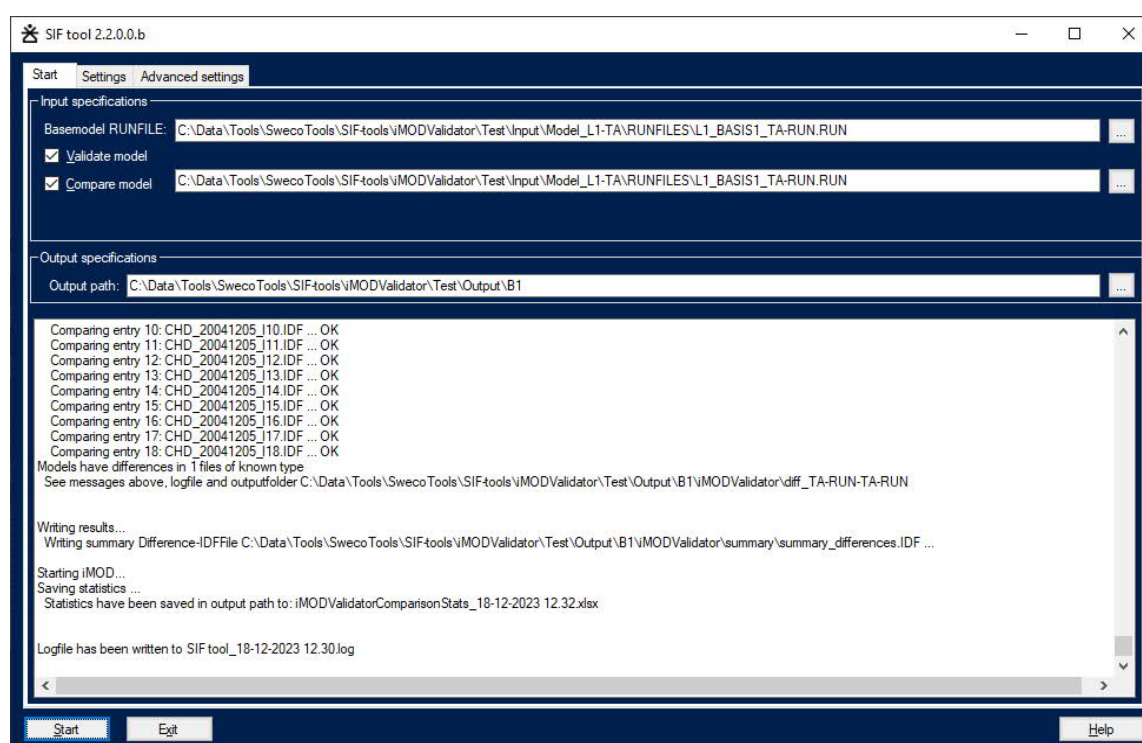 SIF tool 2.2.0.0.b
Start Settings Advanced settings
Input specifications
Basemodel RUNFILE: C:\Data\Tools\SwecoTools\SIF-tools\iMODValidator\Test\Input\Model_L1-TA\RUNFILES\L1_BASIS1_TA-RUN.RUN ...
Validate model
Compare model C:\Data\Tools\SwecoTools\SIF-tools\iMODValidator\Test\Input\Model_L1-TA\RUNFILES\L1_BASIS1_TA-RUN.RUN ...
Output specifications
Output path: C:\Data\Tools\SwecoTools\SIF-tools\iMODValidator\Test\Output\B1 ...
Comparing entry 10: CHD_20041205_l10.IDF ... OK
Comparing entry 11: CHD_20041205_l11.IDF ... OK
Comparing entry 12: CHD_20041205_l12.IDF ... OK
Comparing entry 13: CHD_20041205_l13.IDF ... OK
Comparing entry 14: CHD_20041205_l14.IDF ... OK
Comparing entry 15: CHD_20041205_l15.IDF ... OK
Comparing entry 16: CHD_20041205_l16.IDF ... OK
Comparing entry 17: CHD_20041205_l17.IDF ... OK
Comparing entry 18: CHD_20041205_l18.IDF ... OK
Models have differences in 1 files of known type
See messages above, logfile and outputfolder C:\Data\Tools\SwecoTools\SIF-tools\iMODValidator\Test\Output\B1\iMODValidator\diff_TA-RUN-TA-RUN
Writing results...
Writing summary Difference-IDFFile C:\Data\Tools\SwecoTools\SIF-tools\iMODValidator\Test\Output\B1\iMODValidator\summary\summary_differences.IDF ...
Starting iMOD...
Saving statistics ...
Statistics have been saved in output path to: iMODValidatorComparisonStats_18-12-2023 12.32.xlsx
Logfile has been written to SIF tool_18-12-2023 12.30.log
Start Exit Help